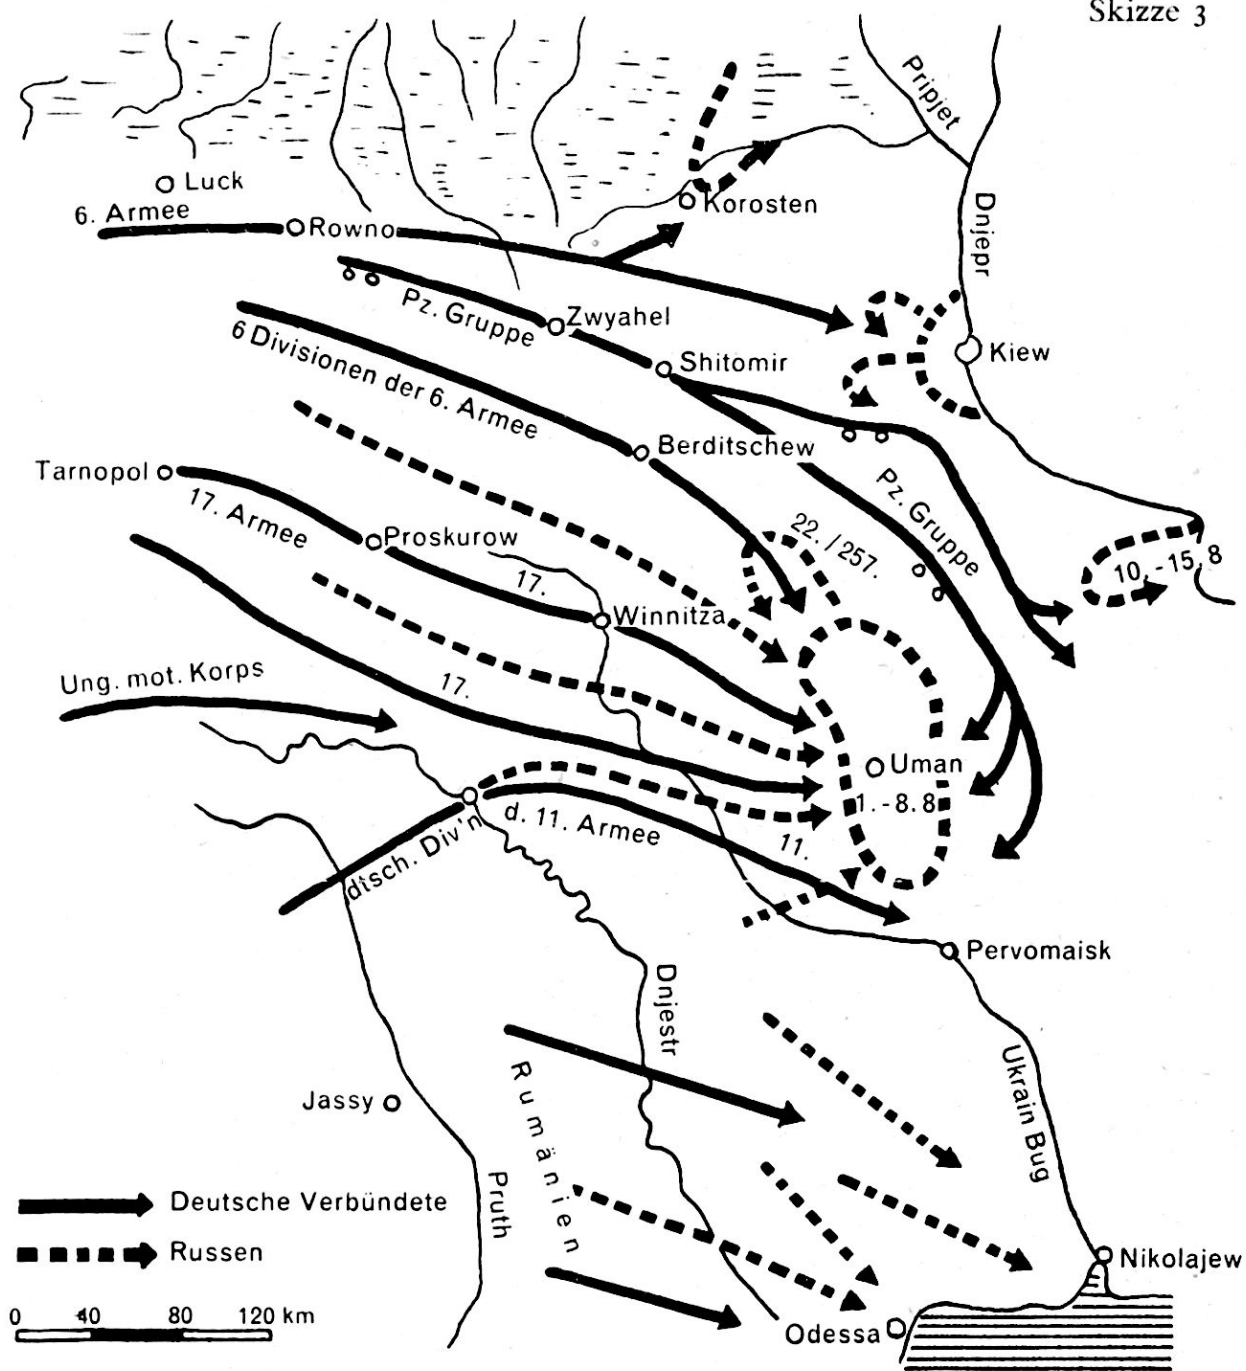 Skizze 3
Pripjet
Luck
6. Armee
Rowno
Korosten
Dnjepr
Pz. Gruppe
Zwyahel
Kiew
6 Divisionen der 6. Armee
Shitomir
Berditschew
Tarnopol
17. Armee
Proskurow
Pz. Gruppe
22./257.
10.-15.8
17.
Winnitza
Ung. mot. Korps
17.
Uman
1.-8.8
dtsch. Div'n
d. 11. Armee
11.
Pervomaisk
Dnjestr
Jassy
Rumänien
Ukrain Bug
Pruth
Deutsche Verbündete
Russen
Nikolajew
0 40 80 120 km
Odessa